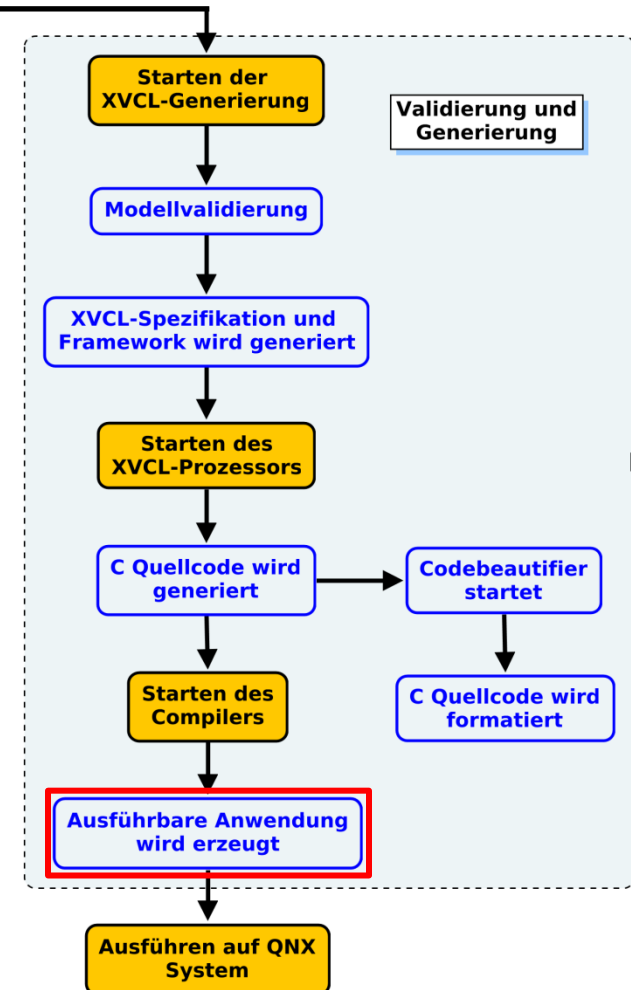 Starten der
XVCL-Generierung
Validierung und
Generierung
Modellvalidierung
XVCL-Spezifikation und
Framework wird generiert
Starten des
XVCL-Prozessors
C Quellcode wird
generiert
Codebeautifier
startet
Starten des
Compilers
C Quellcode wird
formatiert
Ausführbare Anwendung
wird erzeugt
Ausführen auf QNX
System